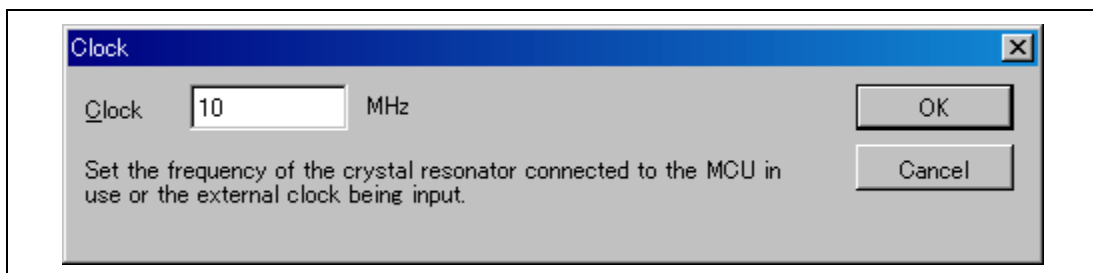 Clock
Clock 10 MHz OK
Set the frequency of the crystal resonator connected to the MCU in Cancel
use or the external clock being input.